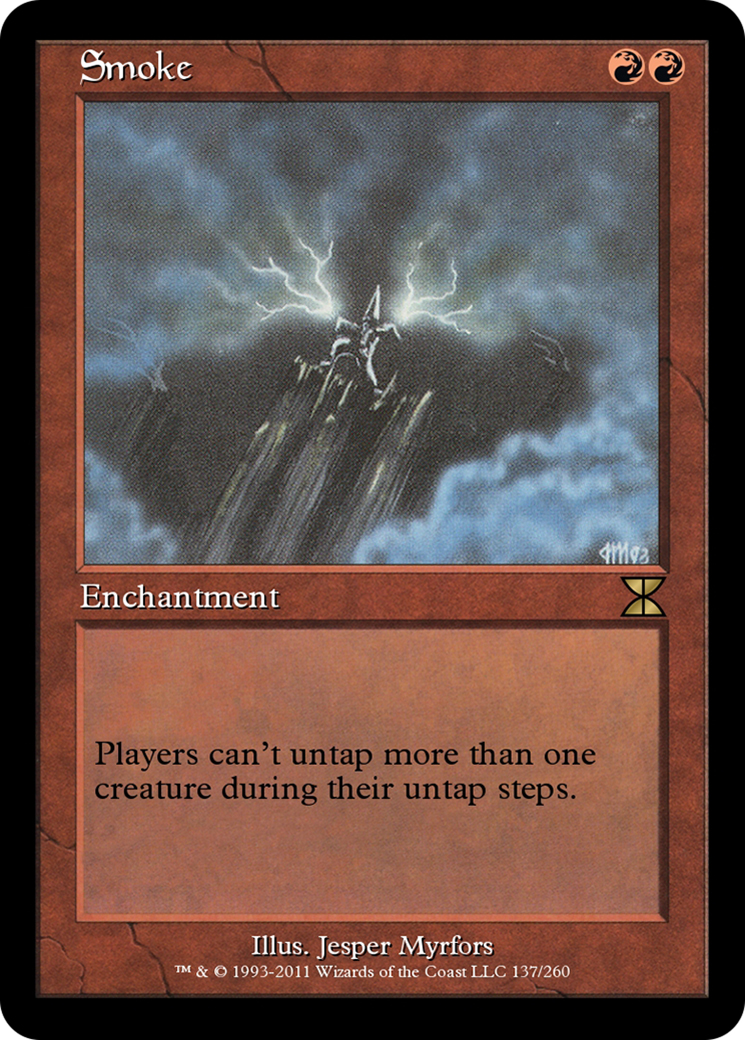 Smoke
JM93
Enchantment
Players can't untap more than one
creature during their untap steps.
Illus. Jesper Myrfors
™ & © 1993-2011 Wizards of the Coast LLC 137/260